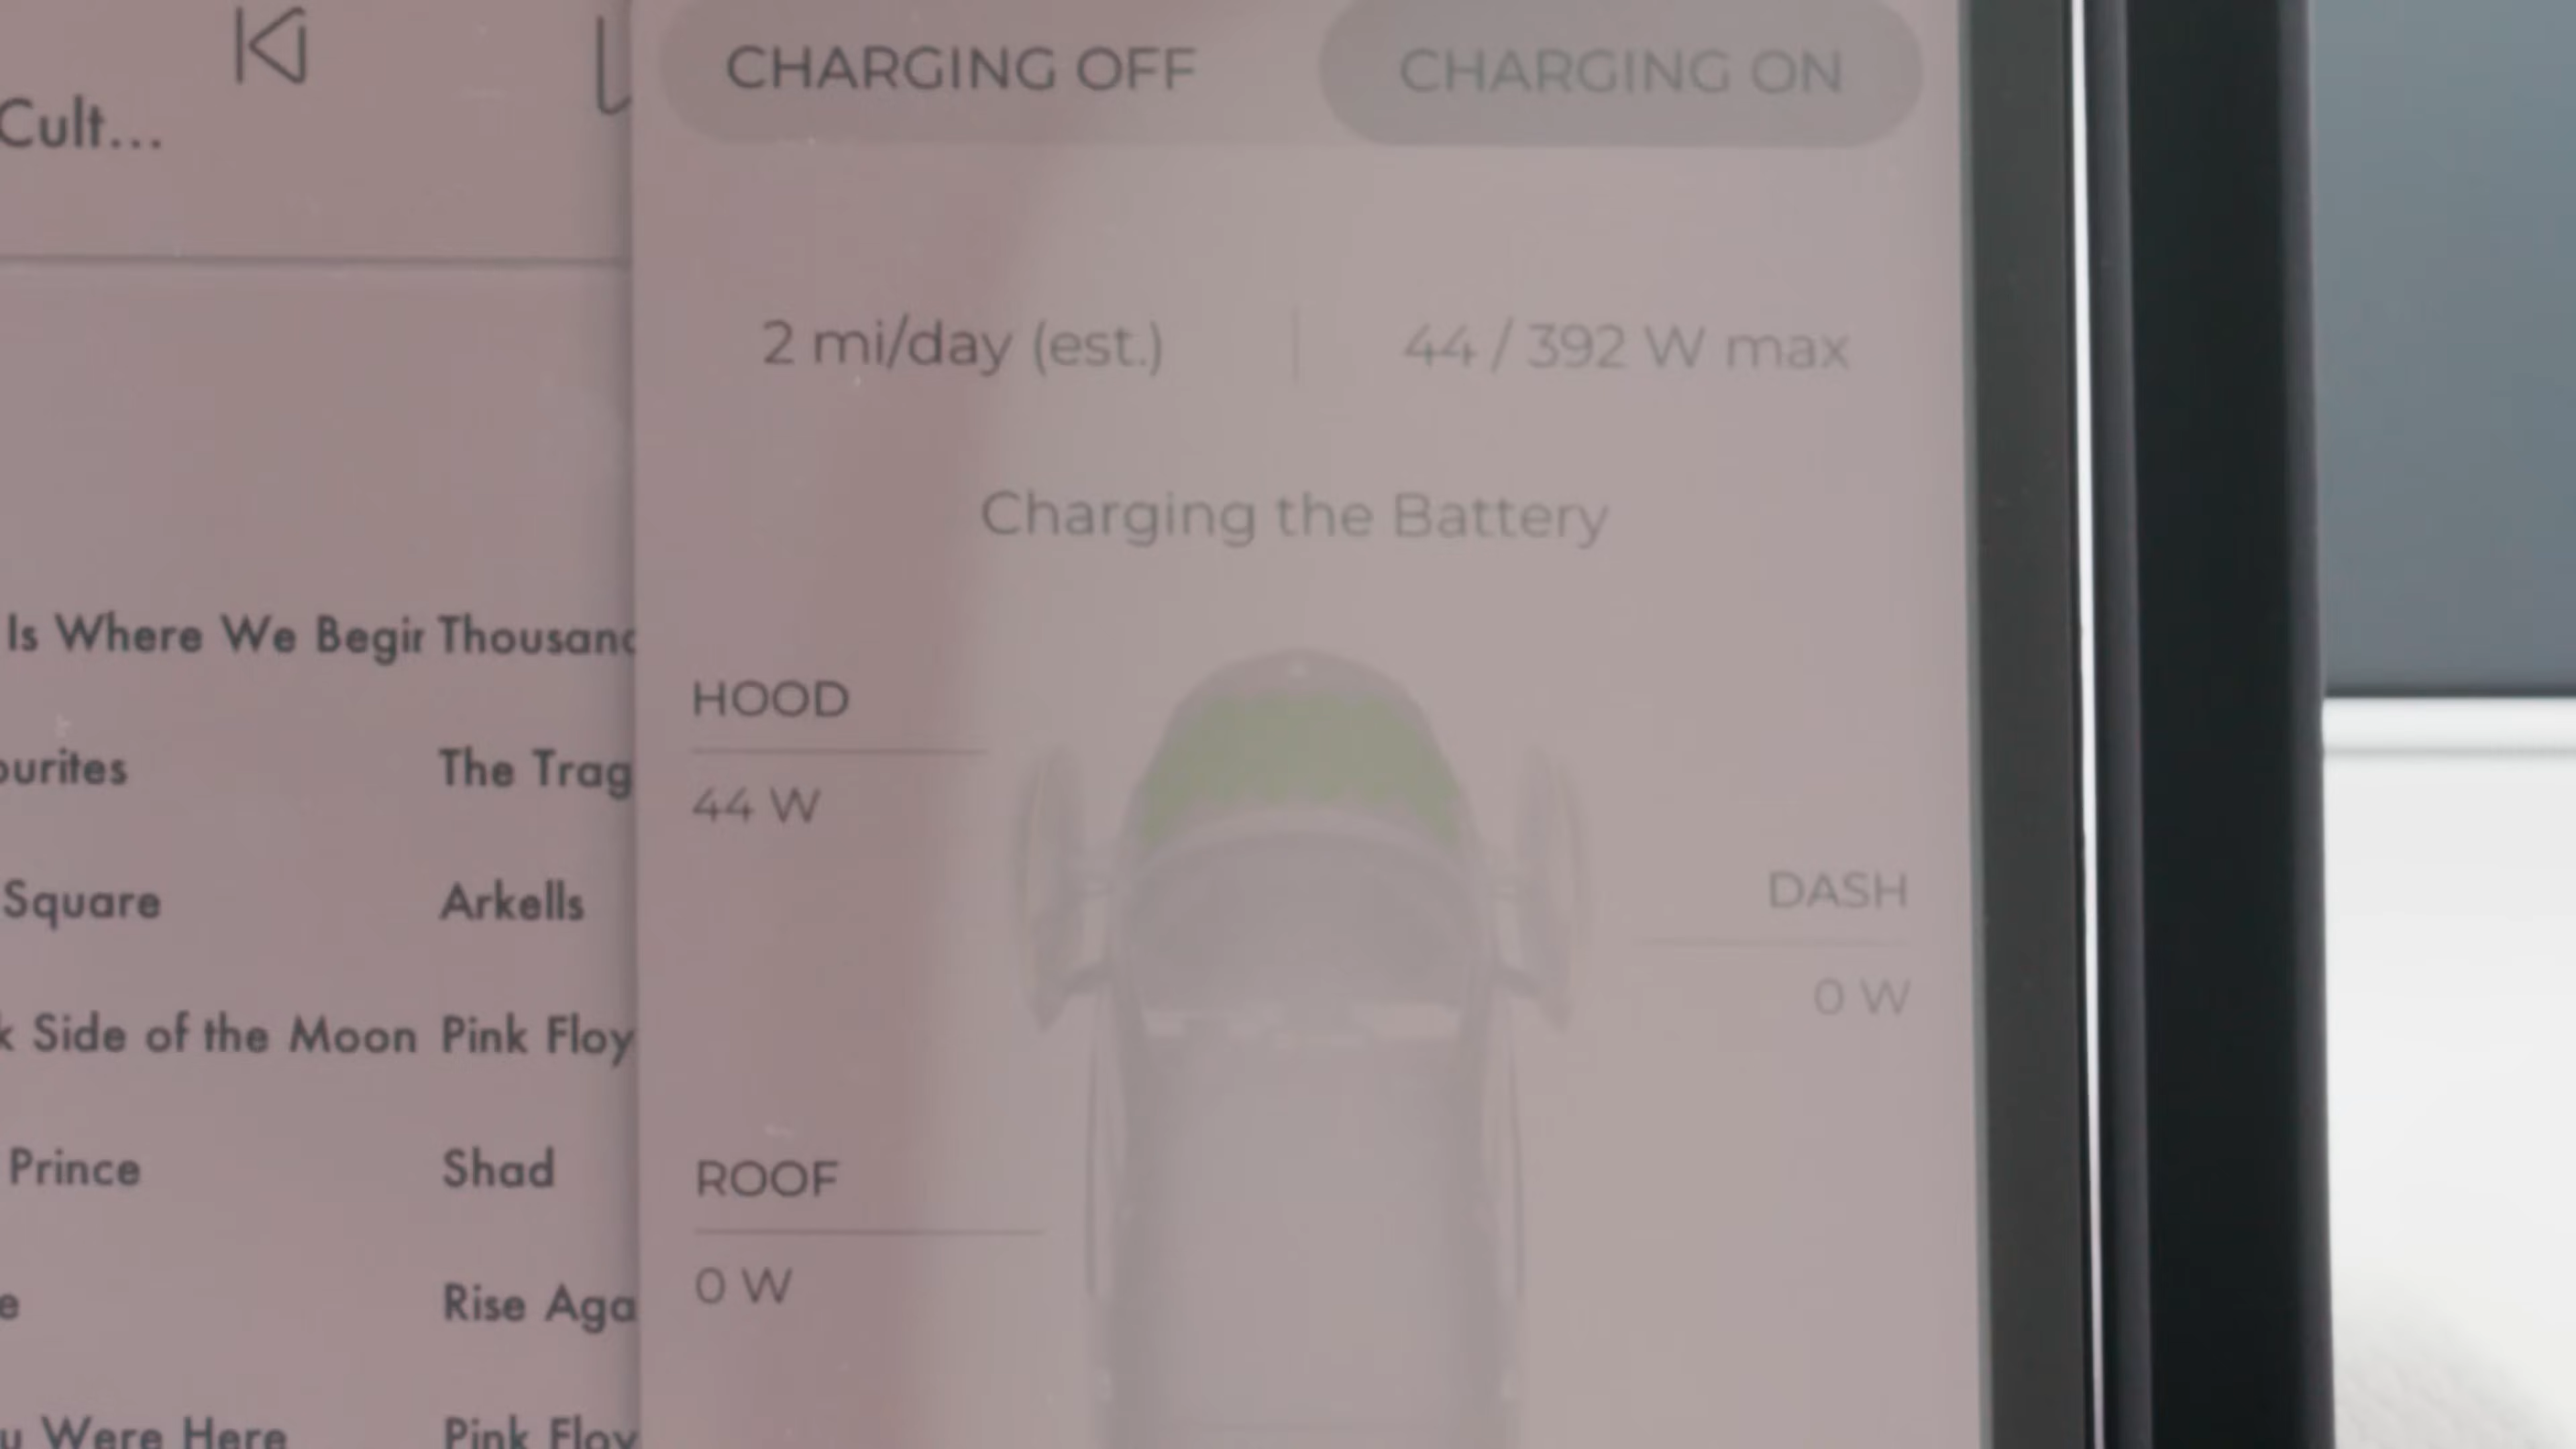 Cult...
Is Where We Begin Thousand
ourites The Trag
Square Arkells
k Side of the Moon Pink Floy
Prince Shad
e Rise Aga
u Were Here Pink Floy
CHARGING OFF CHARGING ON
2 mi/day (est.) | 44 / 392 W max
Charging the Battery
HOOD
44 W
DASH
0 W
ROOF
0 W